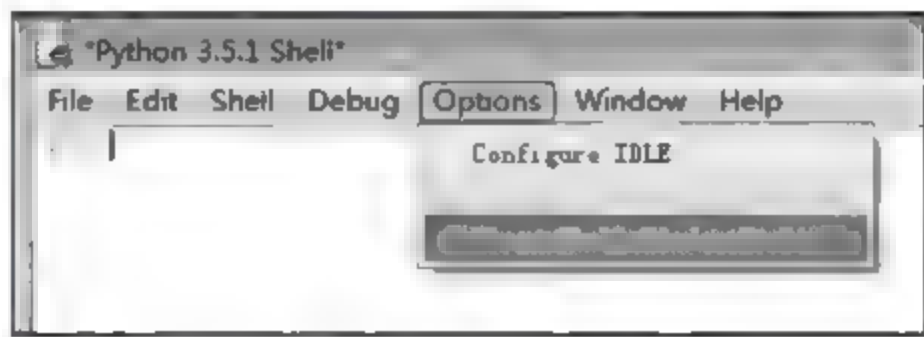 *Python 3.5.1 Shell*
File Edit Shell Debug Options Window Help
Configure IDLE